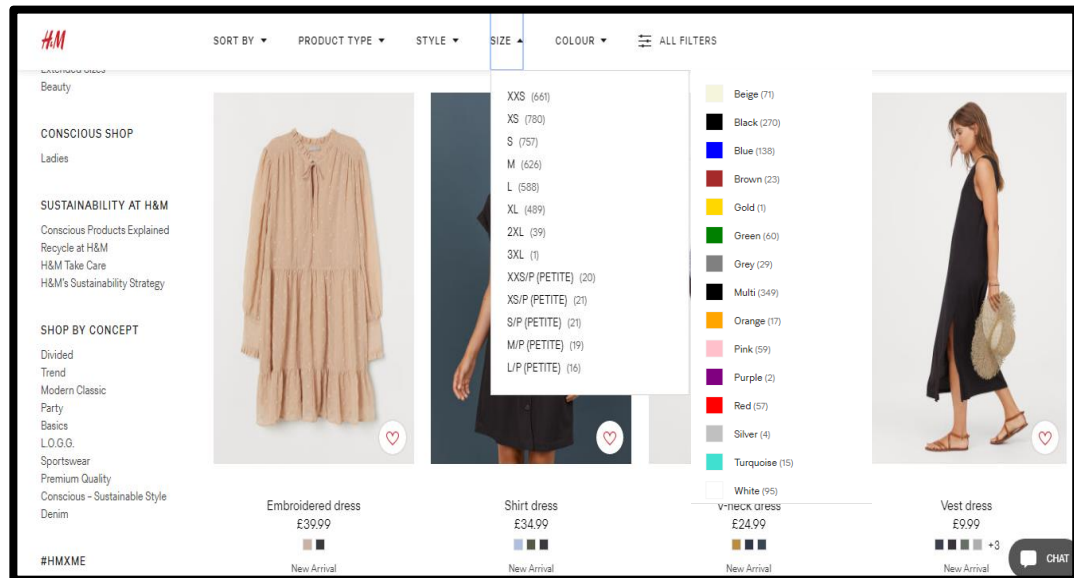 H&M
SORT BY
PRODUCT TYPE
STYLE
SIZE
COLOUR
ALL FILTERS
Extended Sizes
Beauty
CONSCIOUS SHOP
Ladies
SUSTAINABILITY AT H&M
Conscious Products Explained
Recycle at H&M
H&M Take Care
H&M's Sustainability Strategy
SHOP BY CONCEPT
Divided
Trend
Modern Classic
Party
Basics
L.O.G.G.
Sportswear
Premium Quality
Conscious - Sustainable Style
Denim
#HMXME
XXS (661)
XS (780)
S (757)
M (626)
L (588)
XL (489)
2XL (39)
3XL (1)
XXS/P (PETITE) (20)
XS/P (PETITE) (21)
S/P (PETITE) (21)
M/P (PETITE) (19)
L/P (PETITE) (16)
Beige (71)
Black (270)
Blue (138)
Brown (23)
Gold (1)
Green (60)
Grey (29)
Multi (349)
Orange (17)
Pink (59)
Purple (2)
Red (57)
Silver (4)
Turquoise (15)
White (95)
Embroidered dress
£39.99
New Arrival
Shirt dress
£34.99
New Arrival
V-neck dress
£24.99
New Arrival
Vest dress
£9.99
+3
New Arrival
CHAT